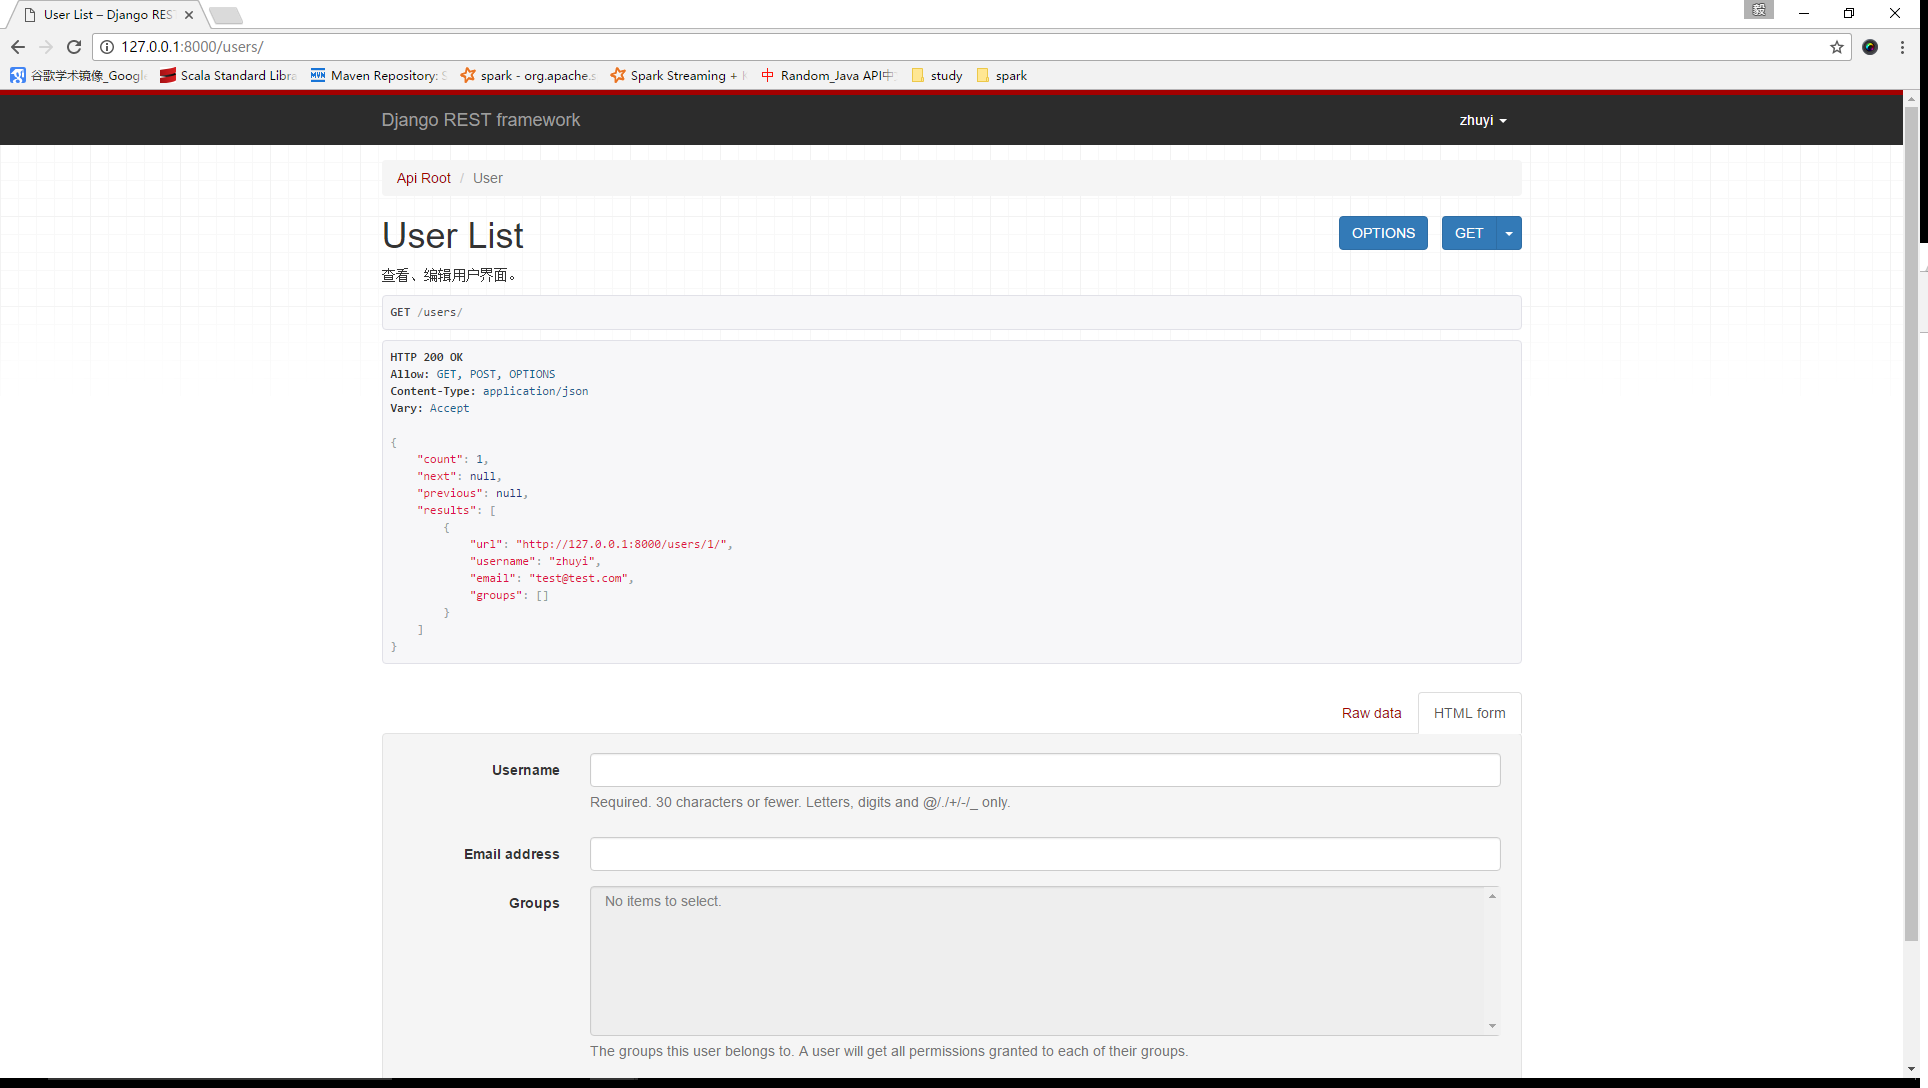 User List – Django RES
毅
127.0.0.1:8000/users/
谷歌学术镜像_Googl
Scala Standard Libra
Maven Repository: S
spark - org.apache.s
Spark Streaming +
Random_Java API中
study
spark
Django REST framework
zhuyi
Api Root / User
User List
OPTIONS
GET
查看、编辑用户界面。
GET /users/
HTTP 200 OK
Allow: GET, POST, OPTIONS
Content-Type: application/json
Vary: Accept
{
"count": 1,
"next": null,
"previous": null,
"results": [
{
"url": "http://127.0.0.1:8000/users/1/",
"username": "zhuyi",
"email": "test@test.com",
"groups": []
}
]
}
Raw data
HTML form
Username
Required. 30 characters or fewer. Letters, digits and @/./+/-/_ only.
Email address
Groups
No items to select.
The groups this user belongs to. A user will get all permissions granted to each of their groups.